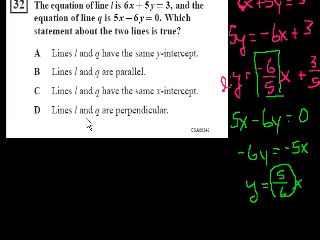 32 The equation of line l is 6x + 5y = 3, and the
equation of line q is 5x – 6y = 0. Which
statement about the two lines is true?
A Lines l and q have the same y-intercept.
B Lines l and q are parallel.
C Lines l and q have the same x-intercept.
D Lines l and q are perpendicular.
6x+5y=3
5y = -6x + 3
l: y = -6/5 x + 3/5
5x-6y = 0
-6y = -5x
y = 5/6 x